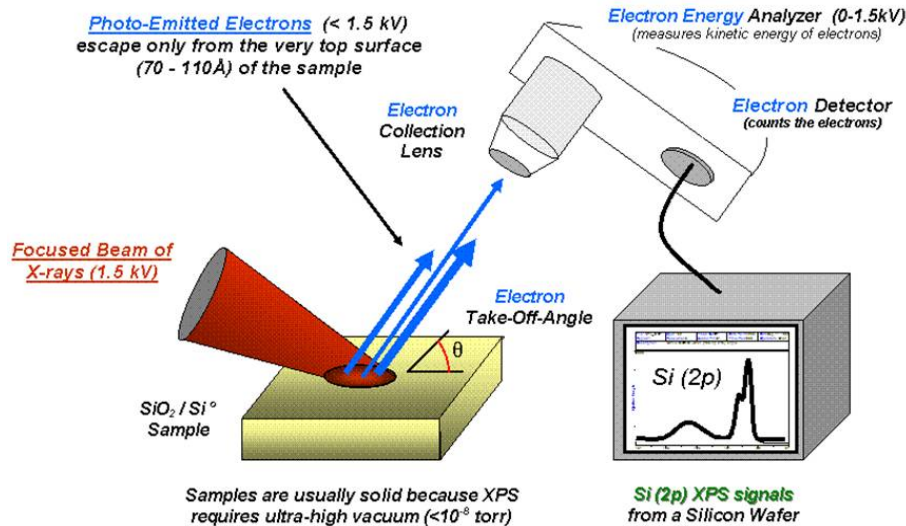 Photo-Emitted Electrons (< 1.5 kV)
escape only from the very top surface
(70 - 110Å) of the sample
Electron Energy Analyzer (0-1.5kV)
(measures kinetic energy of electrons)
Electron
Collection
Lens
Electron Detector
(counts the electrons)
Focused Beam of
X-rays (1.5 kV)
Electron
Take-Off-Angle
θ
Si (2p)
SiO₂ / Si°
Sample
Samples are usually solid because XPS
requires ultra-high vacuum (<10⁻⁸ torr)
Si (2p) XPS signals
from a Silicon Wafer